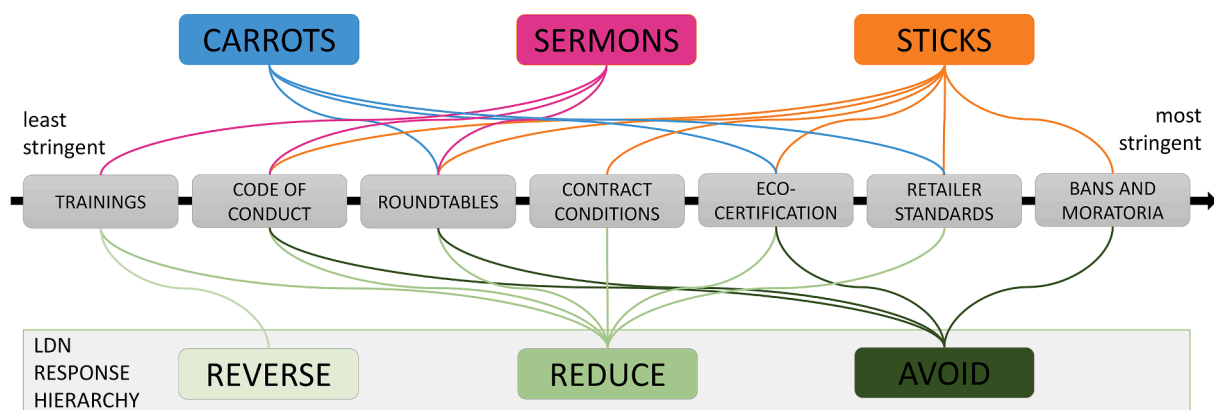 CARROTS
SERMONS
STICKS
least
stringent
most
stringent
TRAININGS
CODE OF
CONDUCT
ROUNDTABLES
CONTRACT
CONDITIONS
ECO-
CERTIFICATION
RETAILER
STANDARDS
BANS AND
MORATORIA
LDN
RESPONSE
HIERARCHY
REVERSE
REDUCE
AVOID